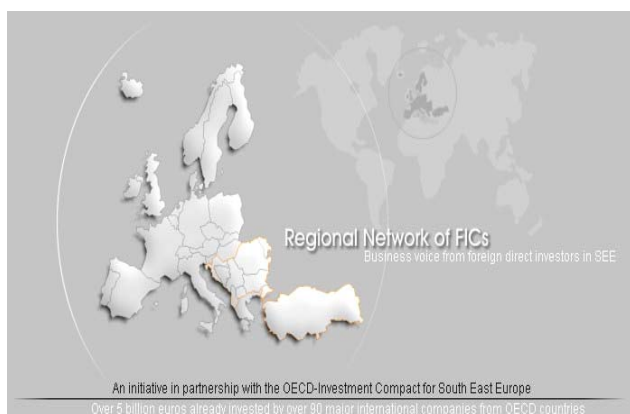 Regional Network of FICs
Business voice from foreign direct investors in SEE
An initiative in partnership with the OECD-Investment Compact for South East Europe
Over 5 billion euros already invested by over 90 major international companies from OECD countries